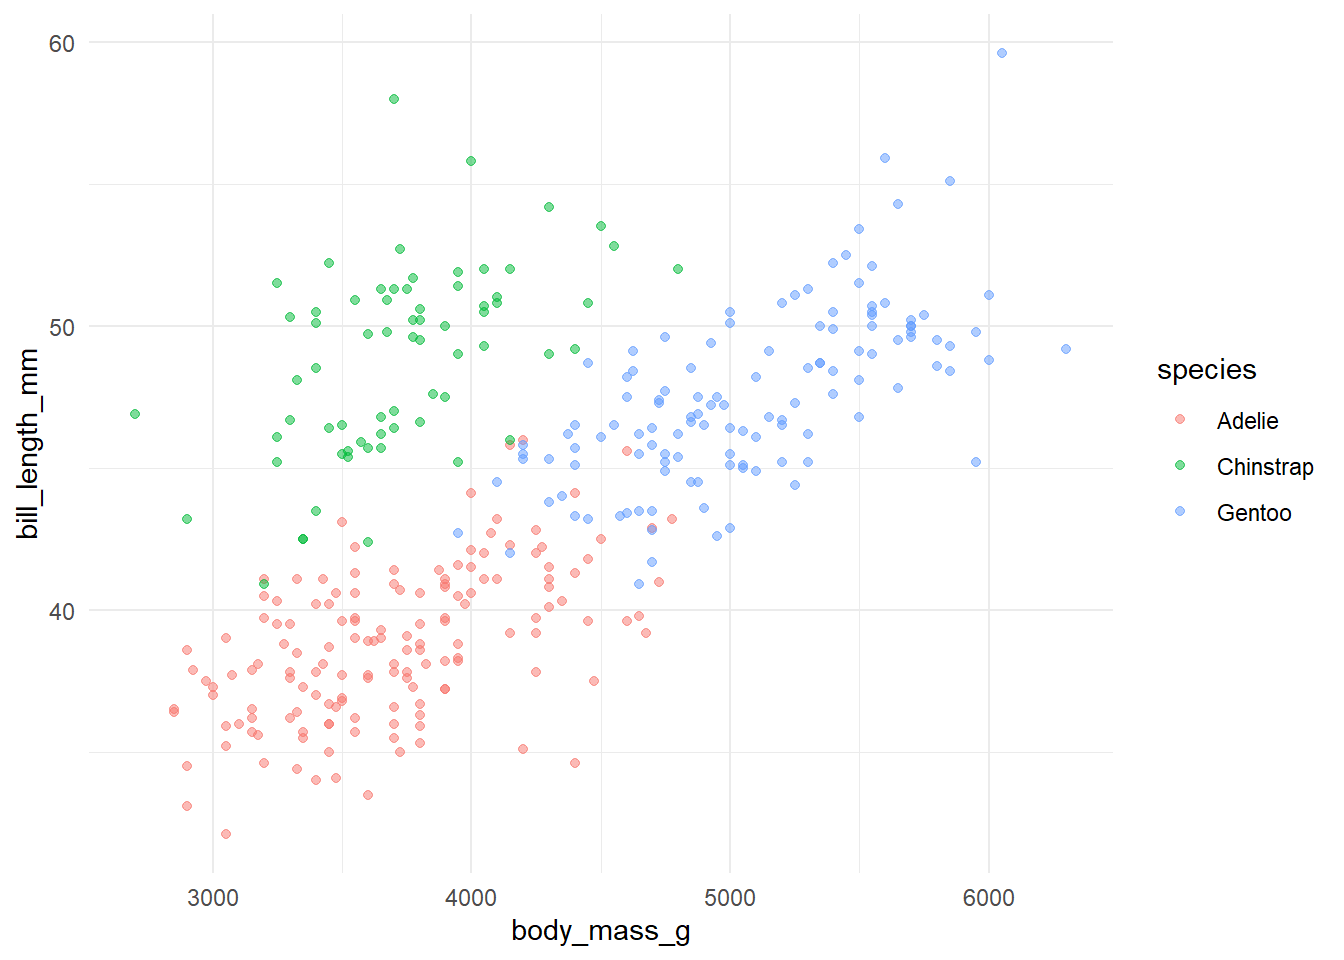 60
50
40
bill_length_mm
3000
4000
5000
6000
body_mass_g
species
Adelie
Chinstrap
Gentoo